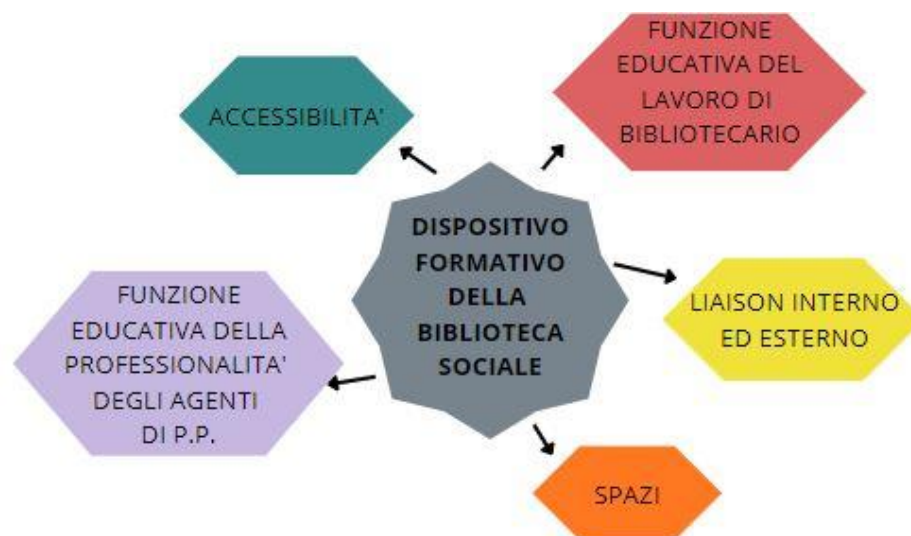 FUNZIONE
EDUCATIVA DEL
LAVORO DI
BIBLIOTECARIO
ACCESSIBILITA'
DISPOSITIVO
FORMATIVO
DELLA
BIBLIOTECA
SOCIALE
LIAISON INTERNO
ED ESTERNO
FUNZIONE
EDUCATIVA DELLA
PROFESSIONALITA'
DEGLI AGENTI
DI P.P.
SPAZI